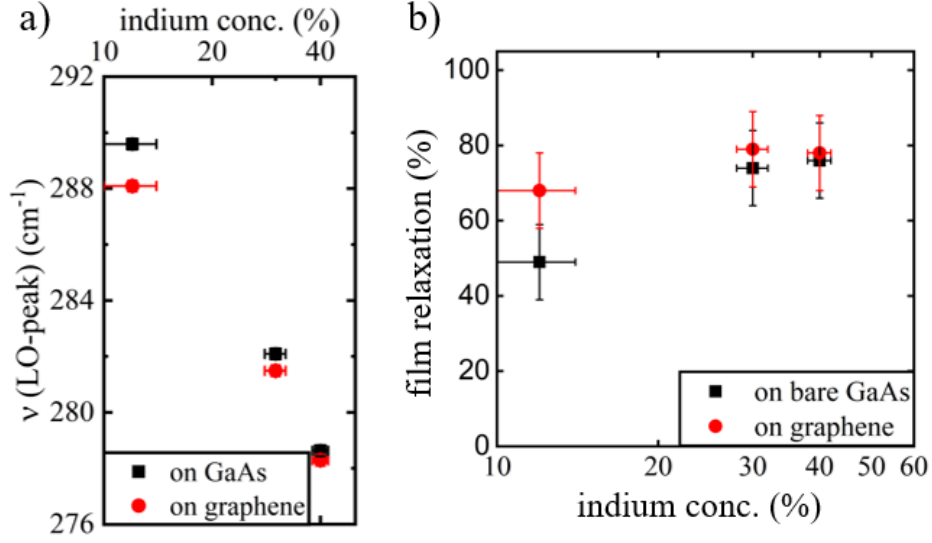 a)
indium conc. (%)
10 20 40
292
288
284
280
276
ν (LO-peak) (cm-1)
on GaAs
on graphene
b)
100
80
60
40
20
0
film relaxation (%)
on bare GaAs
on graphene
10 20 30 40 50 60
indium conc. (%)